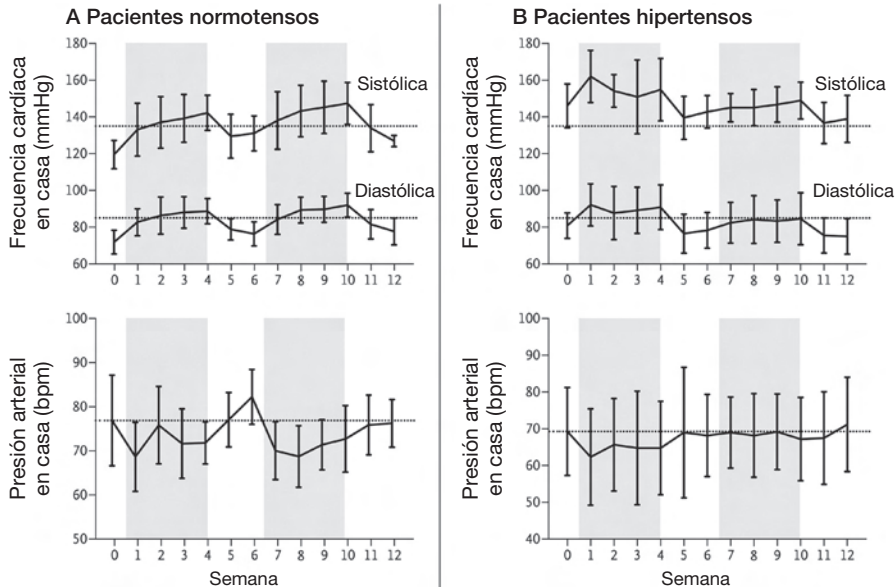 A Pacientes normotensos
Frecuencia cardíaca
en casa (mmHg)
180
160
140
120
100
80
60
Sistólica
Diastólica
0 1 2 3 4 5 6 7 8 9 10 11 12
Presión arterial
en casa (bpm)
100
90
80
70
60
50
0 1 2 3 4 5 6 7 8 9 10 11 12
Semana
B Pacientes hipertensos
Frecuencia cardíaca
en casa (mmHg)
180
160
140
120
100
80
60
Sistólica
Diastólica
0 1 2 3 4 5 6 7 8 9 10 11 12
Presión arterial
en casa (bpm)
100
90
80
70
60
50
40
0 1 2 3 4 5 6 7 8 9 10 11 12
Semana